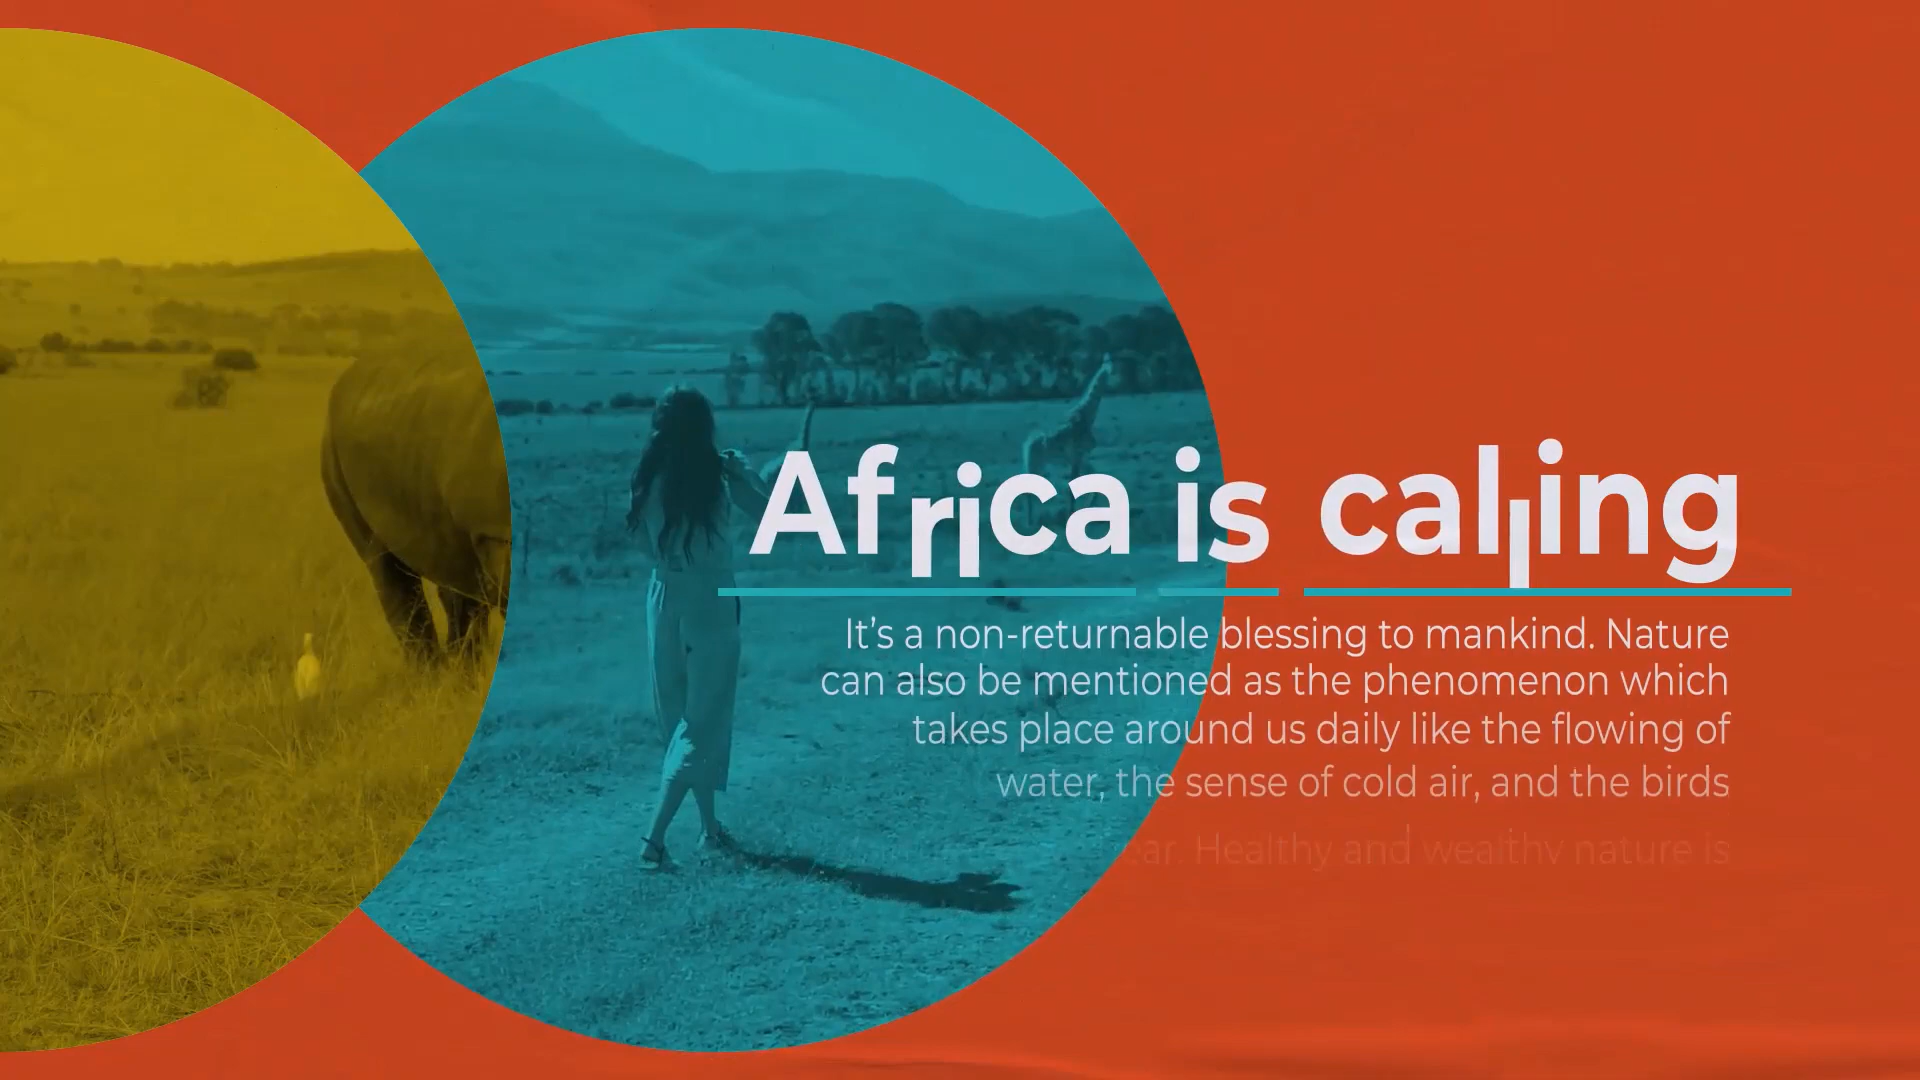 Africa is calling
It's a non-returnable blessing to mankind. Nature
can also be mentioned as the phenomenon which
takes place around us daily like the flowing of
water, the sense of cold air, and the birds
Healthy and wealthy nature is